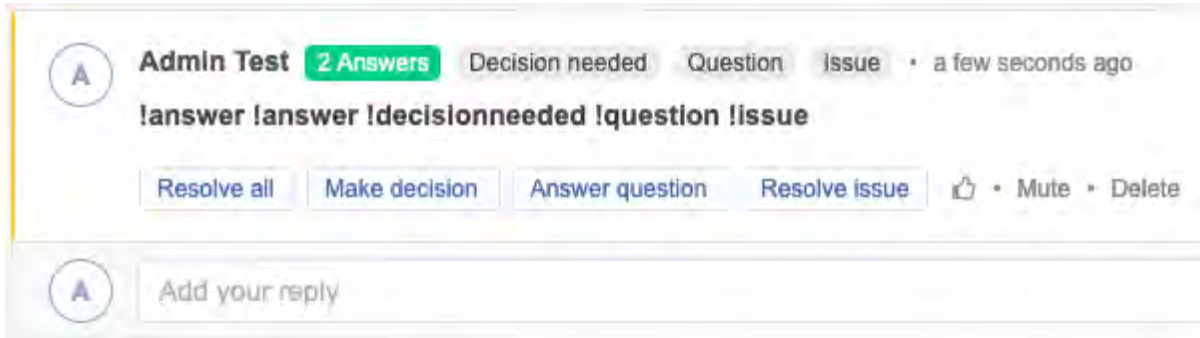 A Admin Test 2 Answers Decision needed Question Issue • a few seconds ago
!answer !answer !decisionneeded !question !issue
Resolve all Make decision Answer question Resolve issue • Mute • Delete
A Add your reply